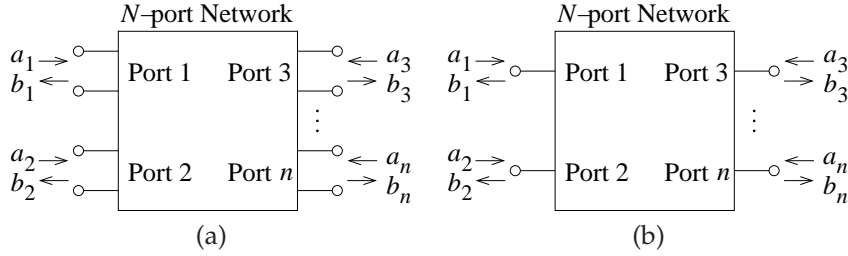 N–port Network N–port Network
a1 Port 1 Port 3 a3 a1 Port 1 Port 3 a3
b1 b3 b1 b3
a2 Port 2 Port n an a2 Port 2 Port n an
b2 bn b2 bn
(a) (b)